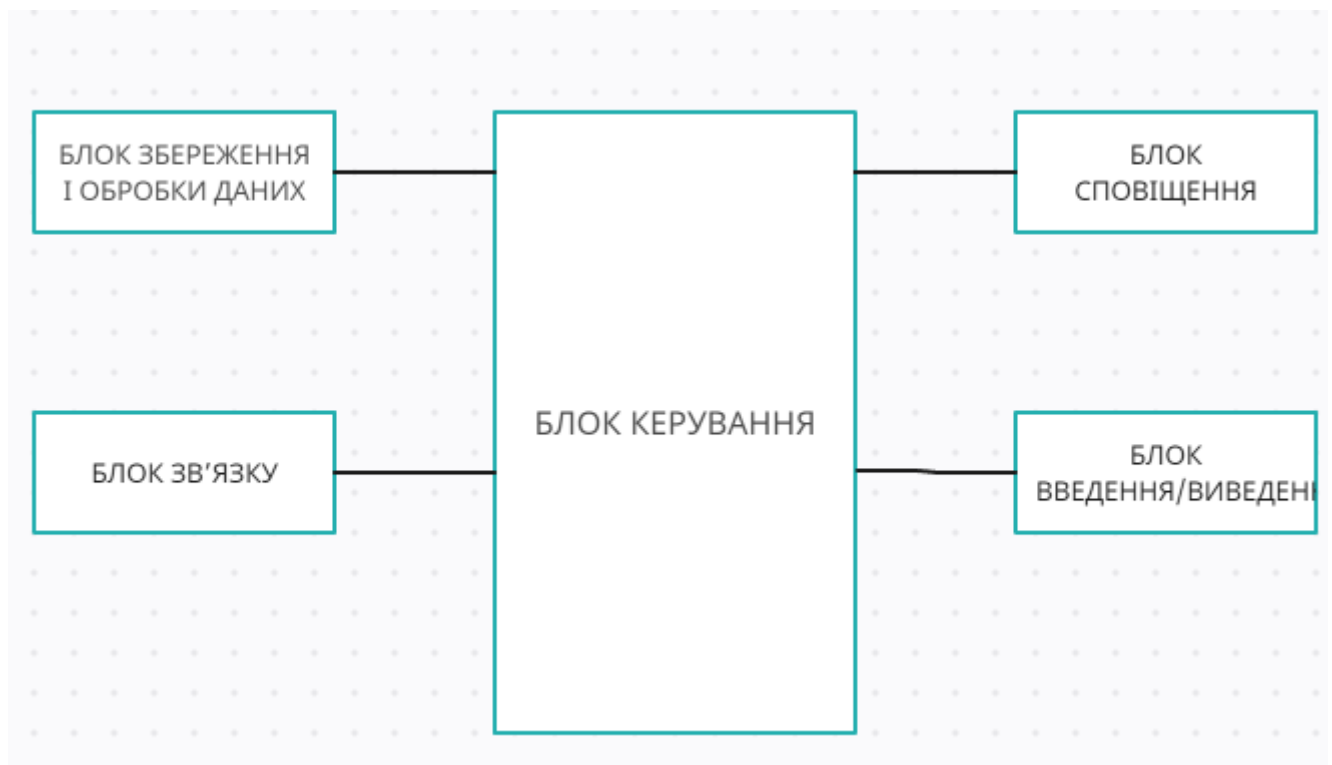 БЛОК ЗБЕРЕЖЕННЯ
І ОБРОБКИ ДАНИХ
БЛОК
СПОВІЩЕННЯ
БЛОК КЕРУВАННЯ
БЛОК ЗВ’ЯЗКУ
БЛОК